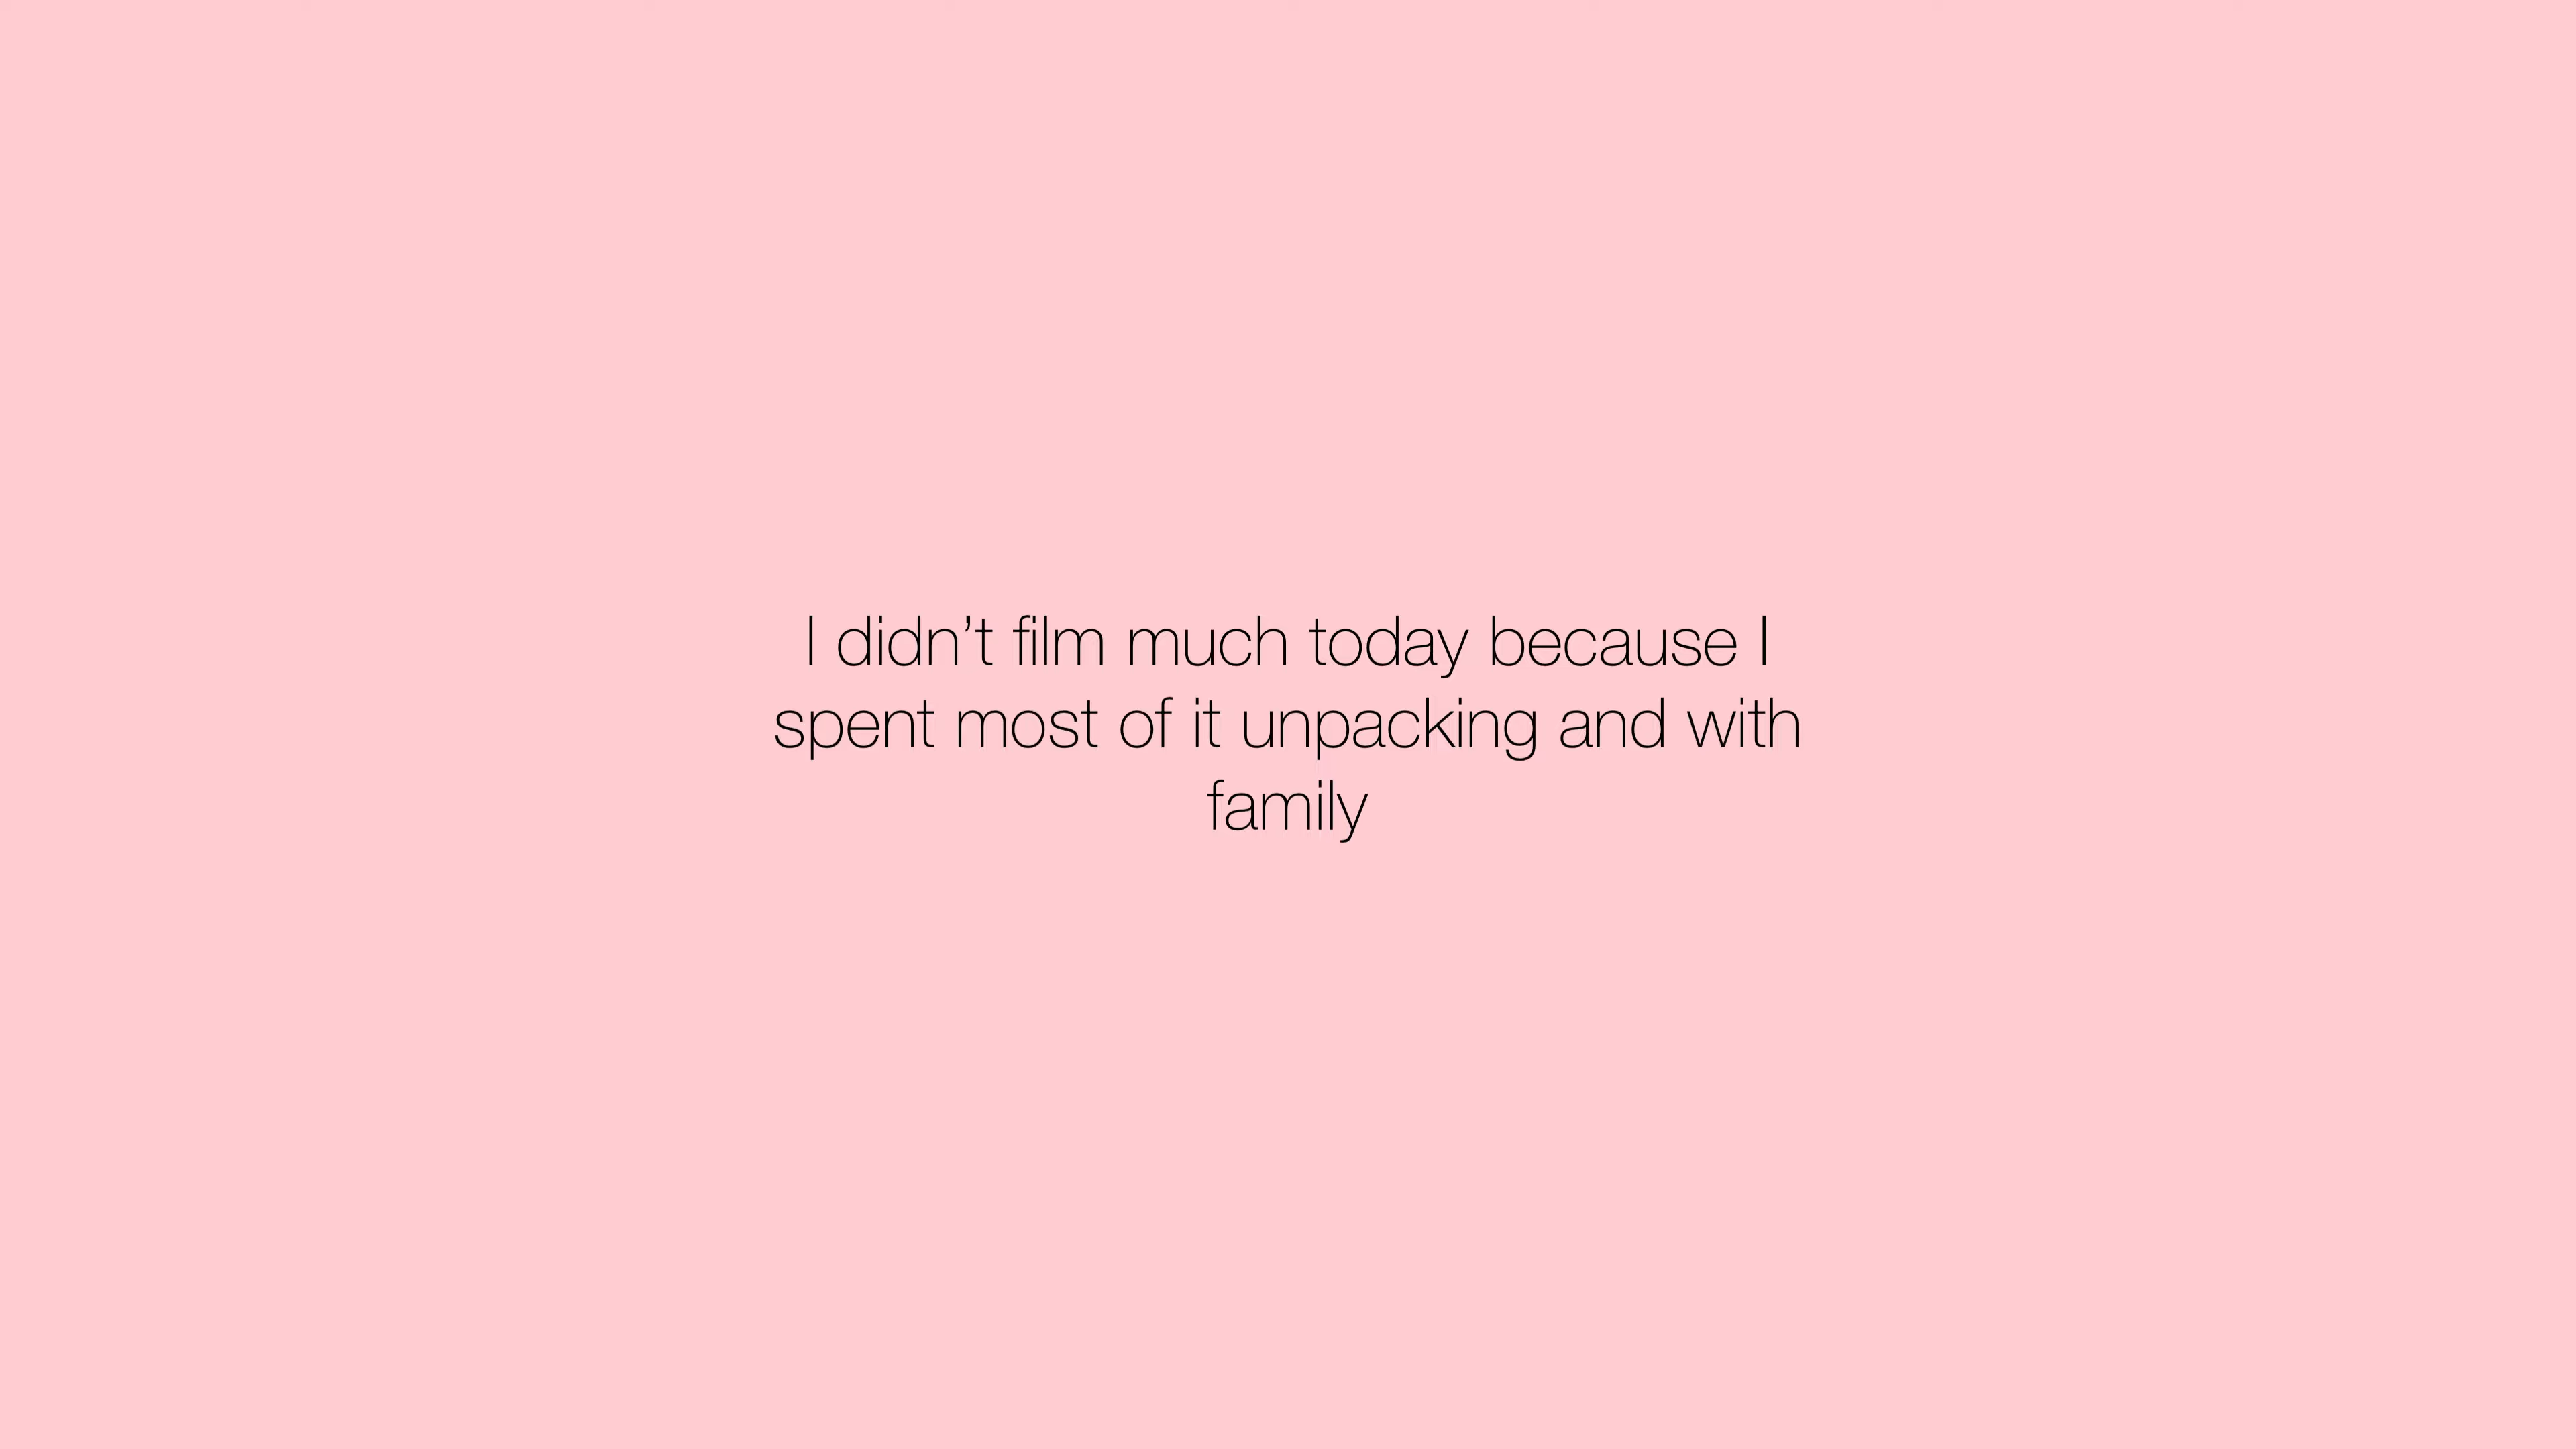 I didn’t film much today because I
spent most of it unpacking and with
family